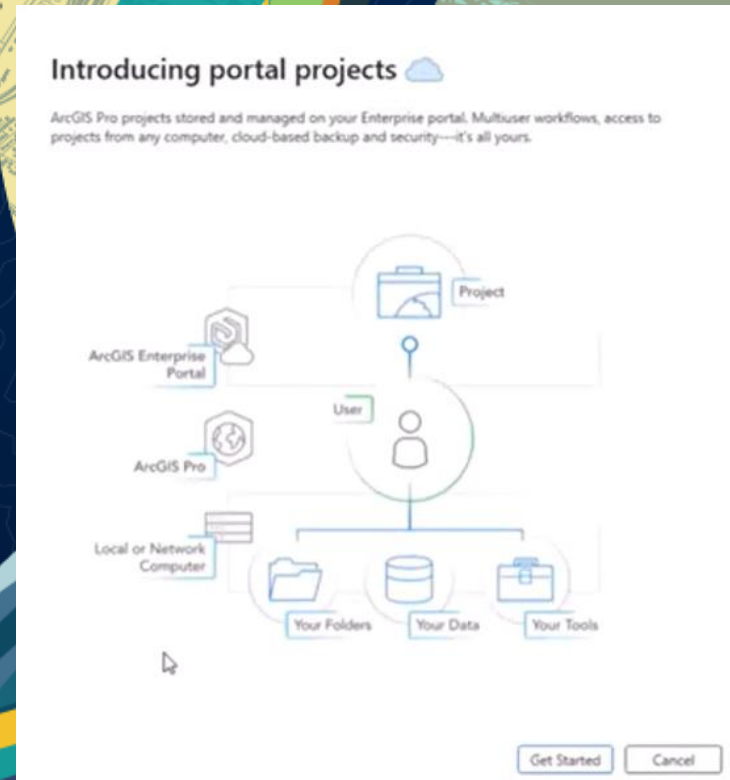 Introducing portal projects
ArcGIS Pro projects stored and managed on your Enterprise portal. Multiuser workflows, access to
projects from any computer, cloud-based backup and security---it's all yours.
Project
ArcGIS Enterprise
Portal
User
ArcGIS Pro
Local or Network
Computer
Your Folders
Your Data
Your Tools
Get Started
Cancel